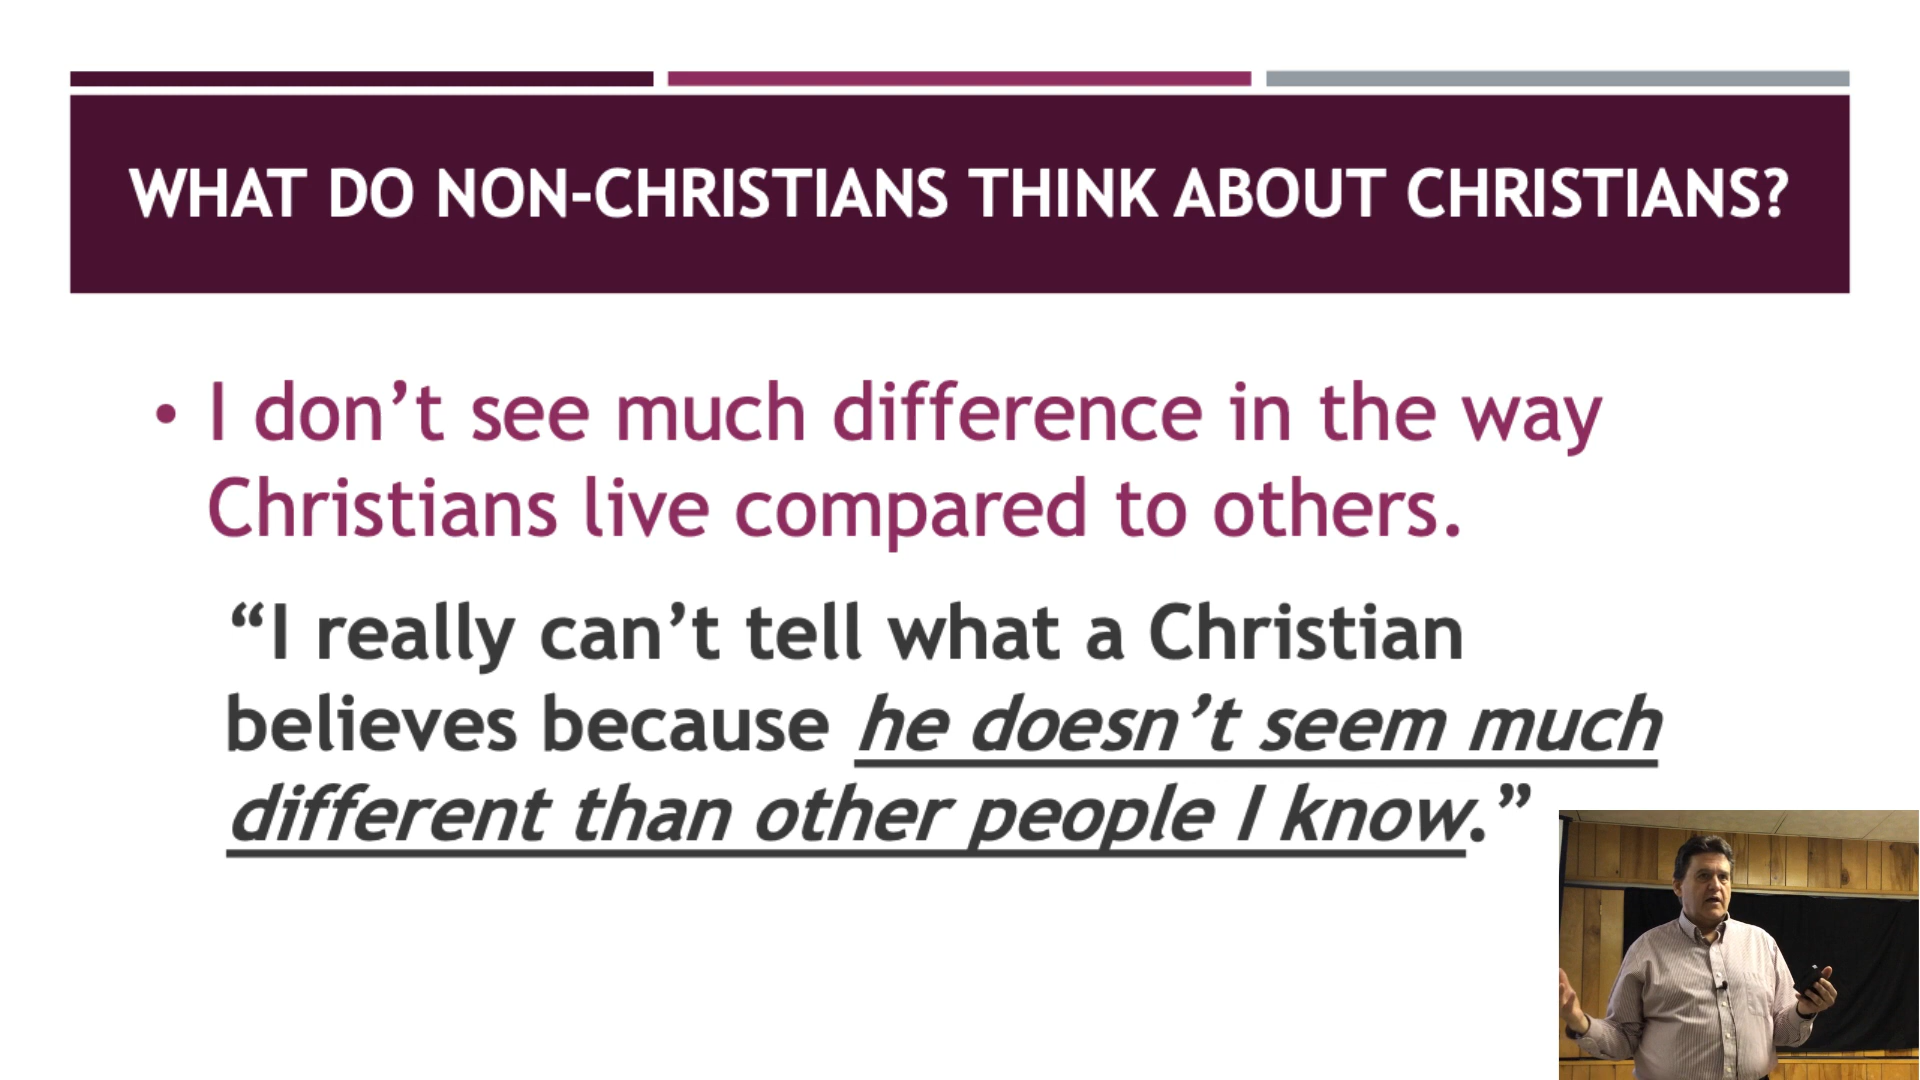 WHAT DO NON-CHRISTIANS THINK ABOUT CHRISTIANS?
• I don’t see much difference in the way
Christians live compared to others.
“I really can’t tell what a Christian
believes because he doesn’t seem much
different than other people I know.”